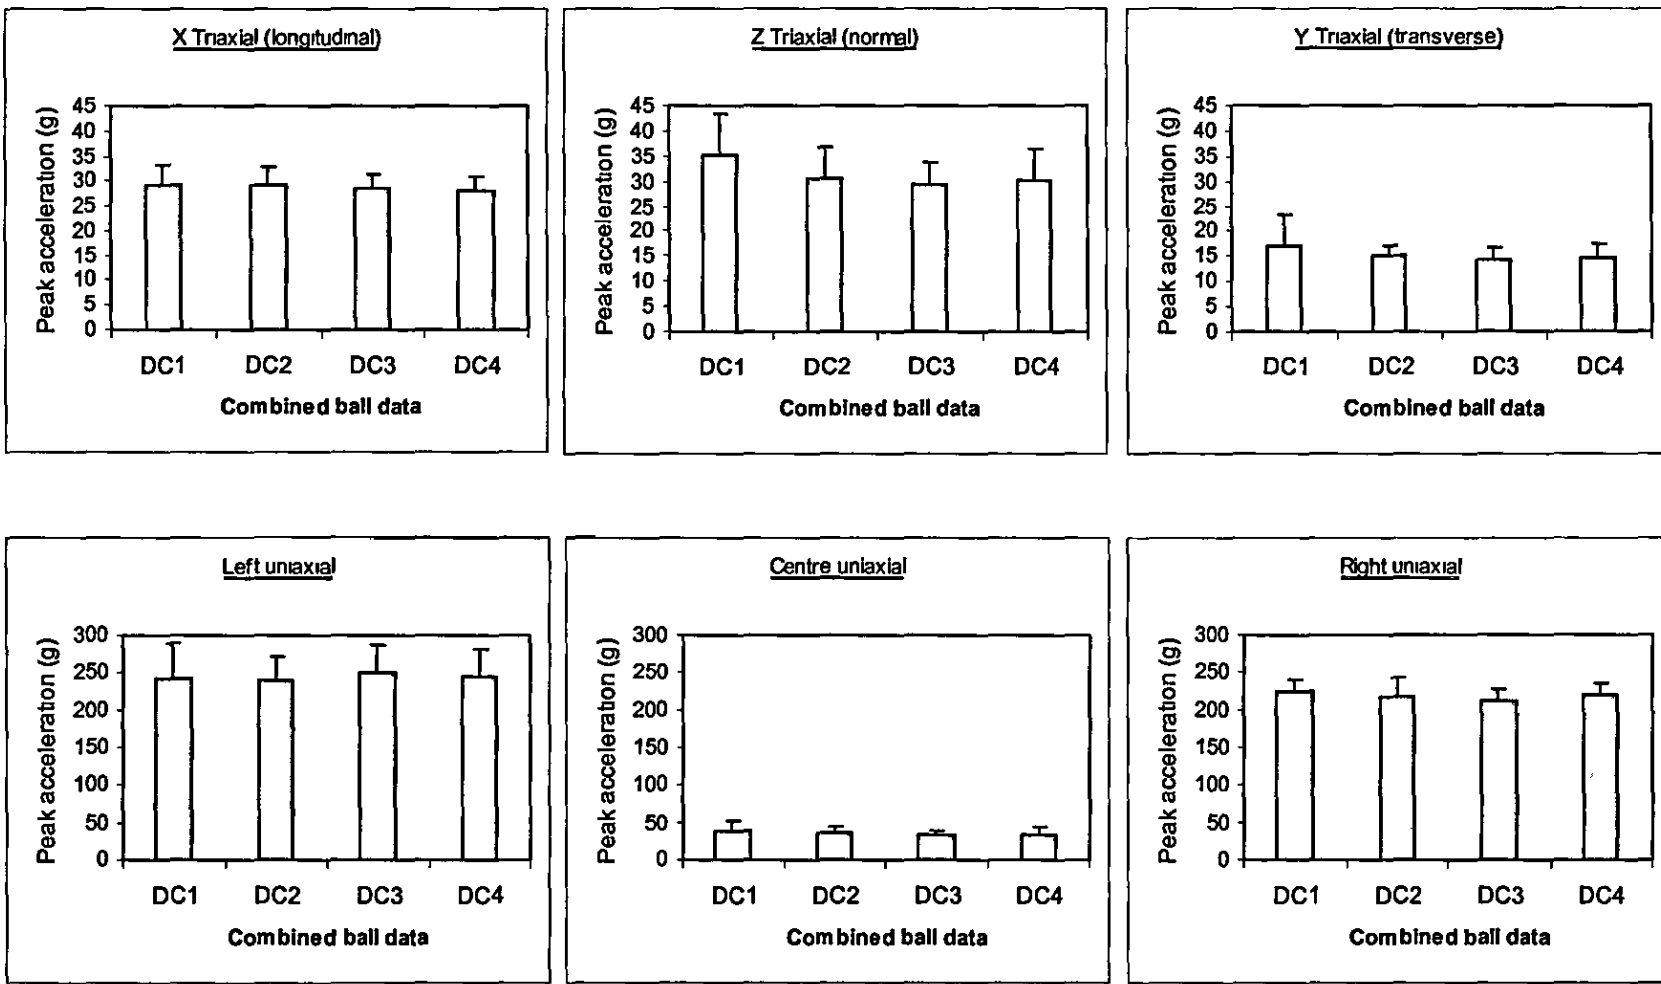 X Triaxial (longitudinal)
Peak acceleration (g)
45
40
35
30
25
20
15
10
5
0
DC1 DC2 DC3 DC4
Combined ball data
Z Triaxial (normal)
Peak acceleration (g)
45
40
35
30
25
20
15
10
5
0
DC1 DC2 DC3 DC4
Combined ball data
Y Triaxial (transverse)
Peak acceleration (g)
45
40
35
30
25
20
15
10
5
0
DC1 DC2 DC3 DC4
Combined ball data
Left uniaxial
Peak acceleration (g)
300
250
200
150
100
50
0
DC1 DC2 DC3 DC4
Combined ball data
Centre uniaxial
Peak acceleration (g)
300
250
200
150
100
50
0
DC1 DC2 DC3 DC4
Combined ball data
Right uniaxial
Peak acceleration (g)
300
250
200
150
100
50
0
DC1 DC2 DC3 DC4
Combined ball data